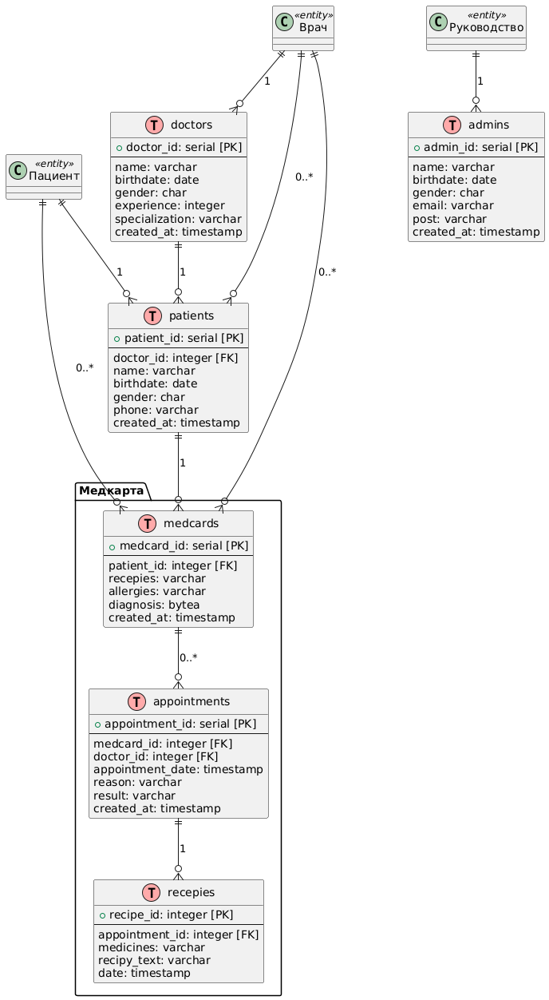 C «entity» Врач
C «entity» Руководство
1
1
T doctors
doctor_id: serial [PK]
name: varchar
birthdate: date
gender: char
experience: integer
specialization: varchar
created_at: timestamp
T admins
admin_id: serial [PK]
name: varchar
birthdate: date
gender: char
email: varchar
post: varchar
created_at: timestamp
C «entity» Пациент
0..*
1
1
0..*
T patients
patient_id: serial [PK]
doctor_id: integer [FK]
name: varchar
birthdate: date
gender: char
phone: varchar
created_at: timestamp
0..*
1
Медкарта
T medcards
medcard_id: serial [PK]
patient_id: integer [FK]
recepies: varchar
allergies: varchar
diagnosis: bytea
created_at: timestamp
0..*
T appointments
appointment_id: serial [PK]
medcard_id: integer [FK]
doctor_id: integer [FK]
appointment_date: timestamp
reason: varchar
result: varchar
created_at: timestamp
1
T recepies
recipe_id: integer [PK]
appointment_id: integer [FK]
medicines: varchar
recipy_text: varchar
date: timestamp